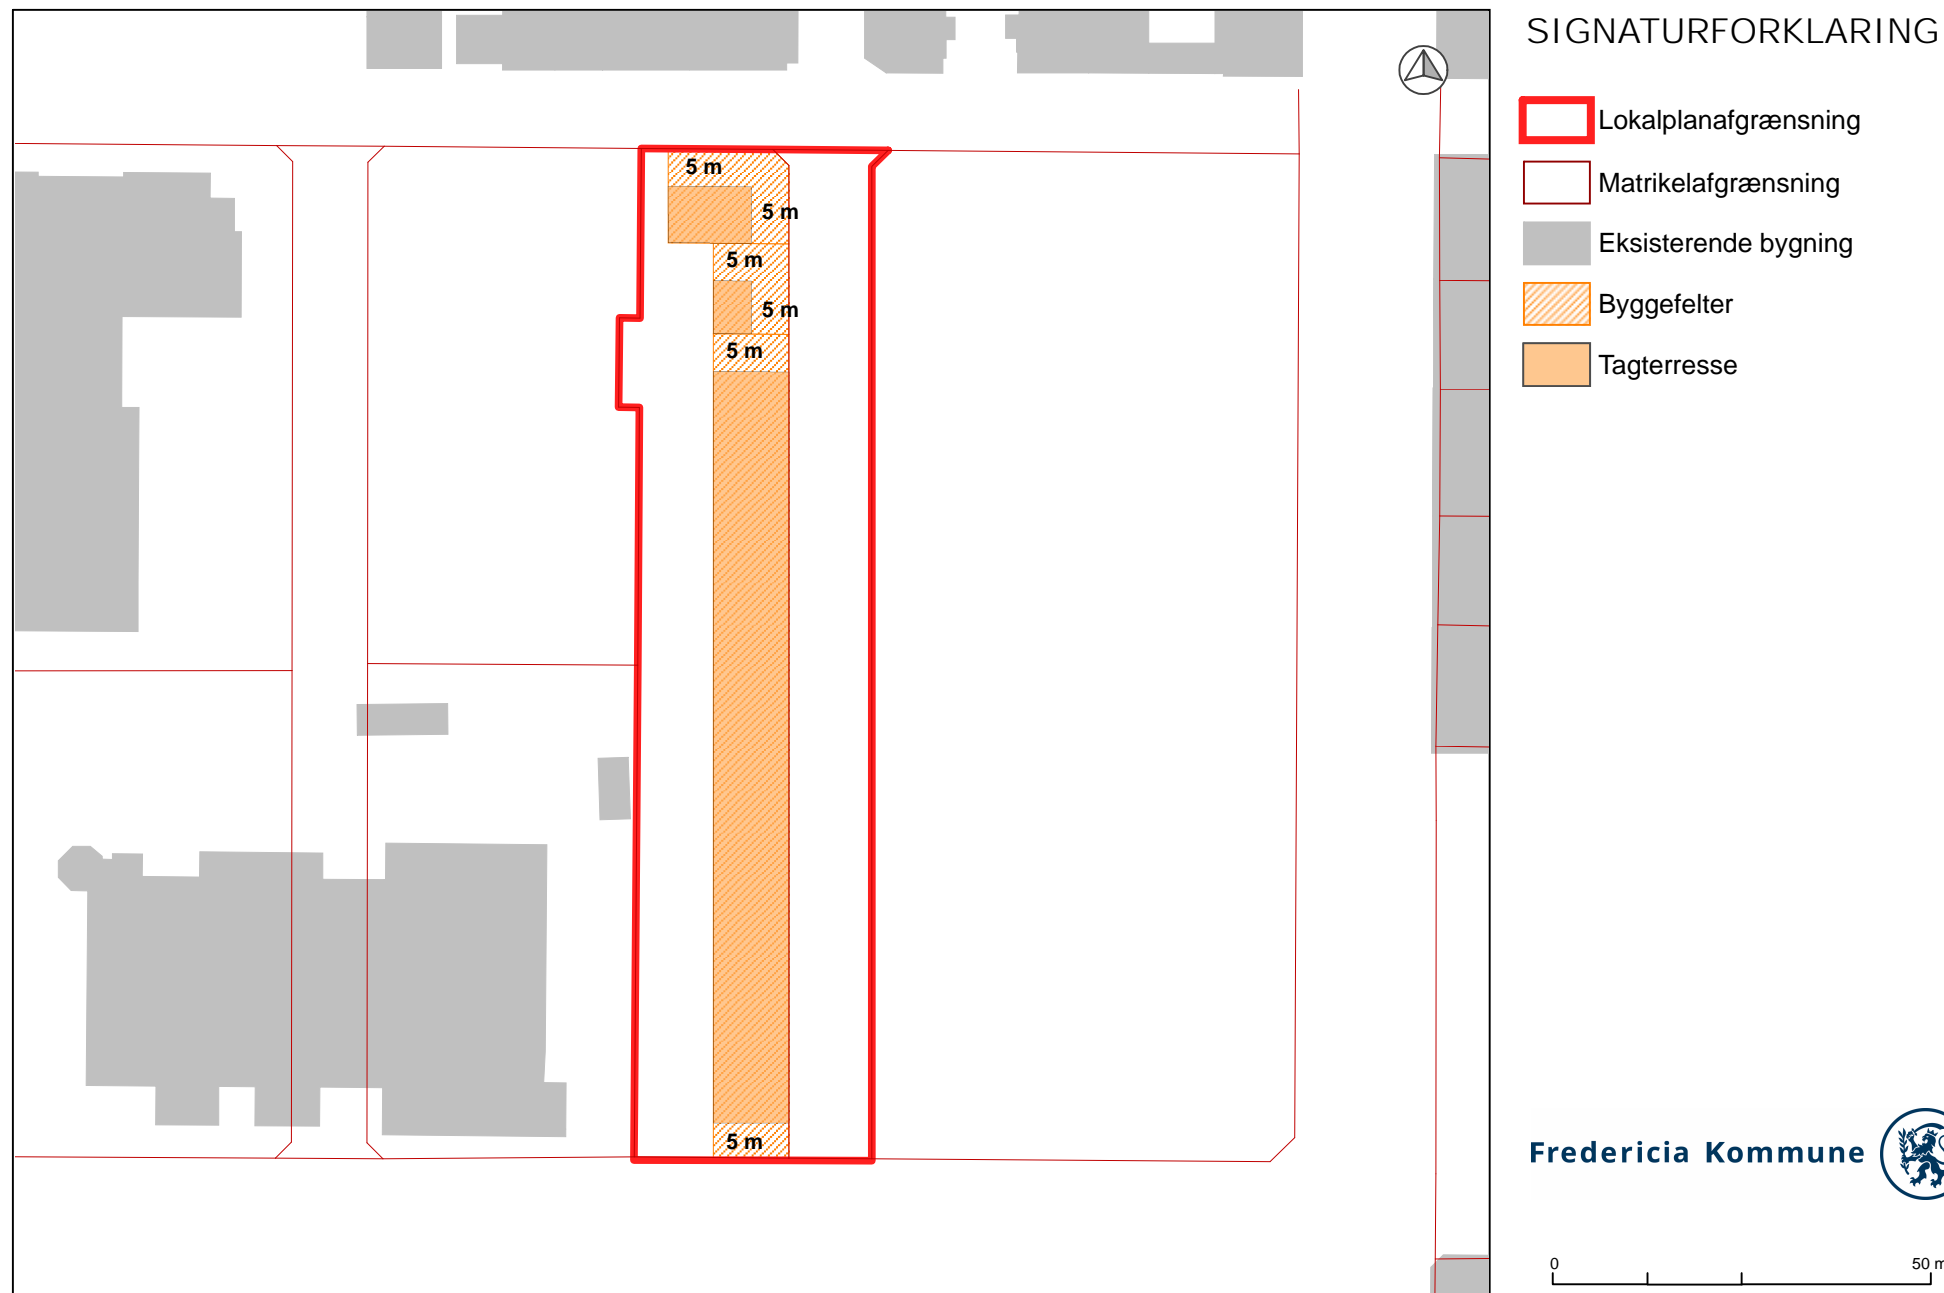 SIGNATURFORKLARING
Lokalplanafgrænsning
Matrikelafgrænsning
Eksisterende bygning
Byggefelter
Tagterresse
5 m
5 m
5 m
5 m
5 m
5 m
Fredericia Kommune
0 50 m